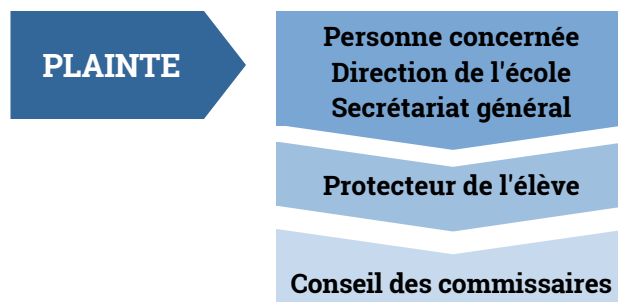 PLAINTE
Personne concernée
Direction de l'école
Secrétariat général
Protecteur de l'élève
Conseil des commissaires